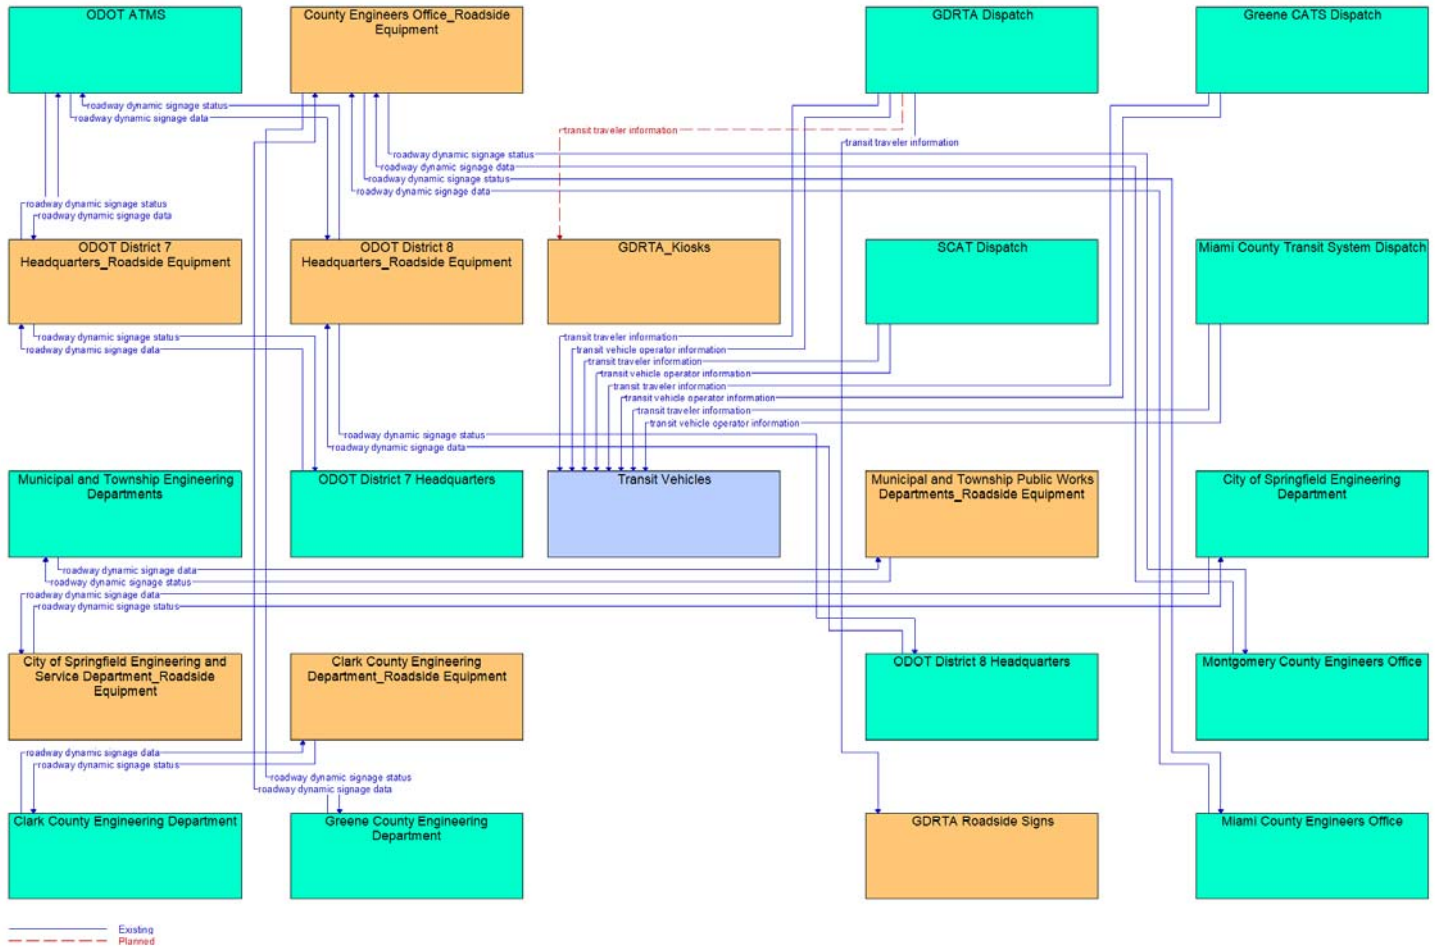 ODOT ATMS
County Engineers Office_Roadside
Equipment
GDRTA Dispatch
Greene CATS Dispatch
roadway dynamic signage status
roadway dynamic signage data
transit traveler information
transit traveler information
roadway dynamic signage status
roadway dynamic signage data
roadway dynamic signage status
roadway dynamic signage data
roadway dynamic signage status
roadway dynamic signage data
ODOT District 7
Headquarters_Roadside Equipment
ODOT District 8
Headquarters_Roadside Equipment
GDRTA_Kiosks
SCAT Dispatch
Miami County Transit System Dispatch
roadway dynamic signage status
roadway dynamic signage data
transit traveler information
transit vehicle operator information
transit traveler information
transit vehicle operator information
transit traveler information
transit vehicle operator information
transit traveler information
transit vehicle operator information
roadway dynamic signage status
roadway dynamic signage data
Municipal and Township Engineering
Departments
ODOT District 7 Headquarters
Transit Vehicles
Municipal and Township Public Works
Departments_Roadside Equipment
City of Springfield Engineering
Department
roadway dynamic signage data
roadway dynamic signage status
roadway dynamic signage data
roadway dynamic signage status
City of Springfield Engineering and
Service Department_Roadside
Equipment
Clark County Engineering
Department_Roadside Equipment
ODOT District 8 Headquarters
Montgomery County Engineers Office
roadway dynamic signage data
roadway dynamic signage status
roadway dynamic signage status
roadway dynamic signage data
Clark County Engineering Department
Greene County Engineering
Department
GDRTA Roadside Signs
Miami County Engineers Office
Existing
Planned